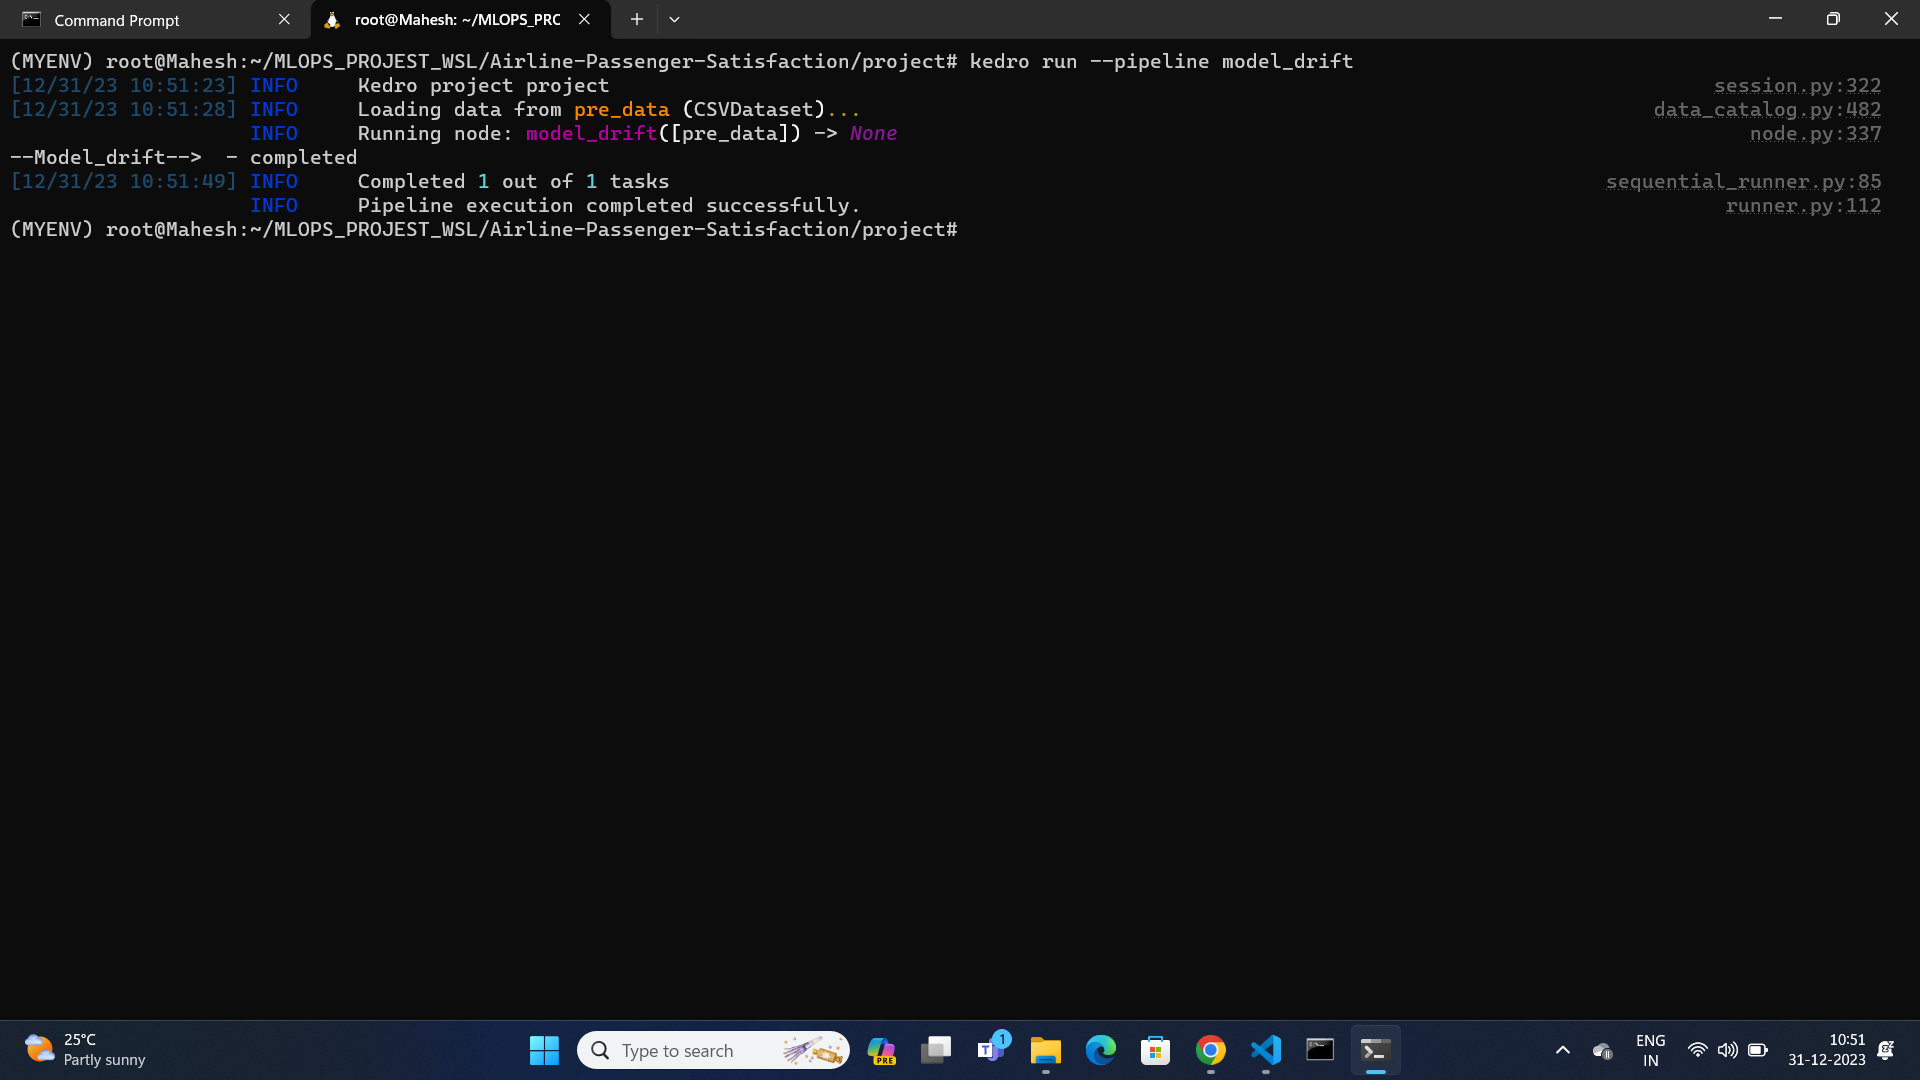 Command Prompt
root@Mahesh: ~/MLOPS_PRC
(MYENV) root@Mahesh:~/MLOPS_PROJEST_WSL/Airline-Passenger-Satisfaction/project# kedro run --pipeline model_drift
[12/31/23 10:51:23] INFO Kedro project project session.py:322
[12/31/23 10:51:28] INFO Loading data from pre_data (CSVDataset)... data_catalog.py:482
INFO Running node: model_drift([pre_data]) -> None node.py:337
--Model_drift--> - completed
[12/31/23 10:51:49] INFO Completed 1 out of 1 tasks sequential_runner.py:85
INFO Pipeline execution completed successfully. runner.py:112
(MYENV) root@Mahesh:~/MLOPS_PROJEST_WSL/Airline-Passenger-Satisfaction/project#
25°C
Partly sunny
Type to search
PRE
1
ENG
IN
10:51
31-12-2023